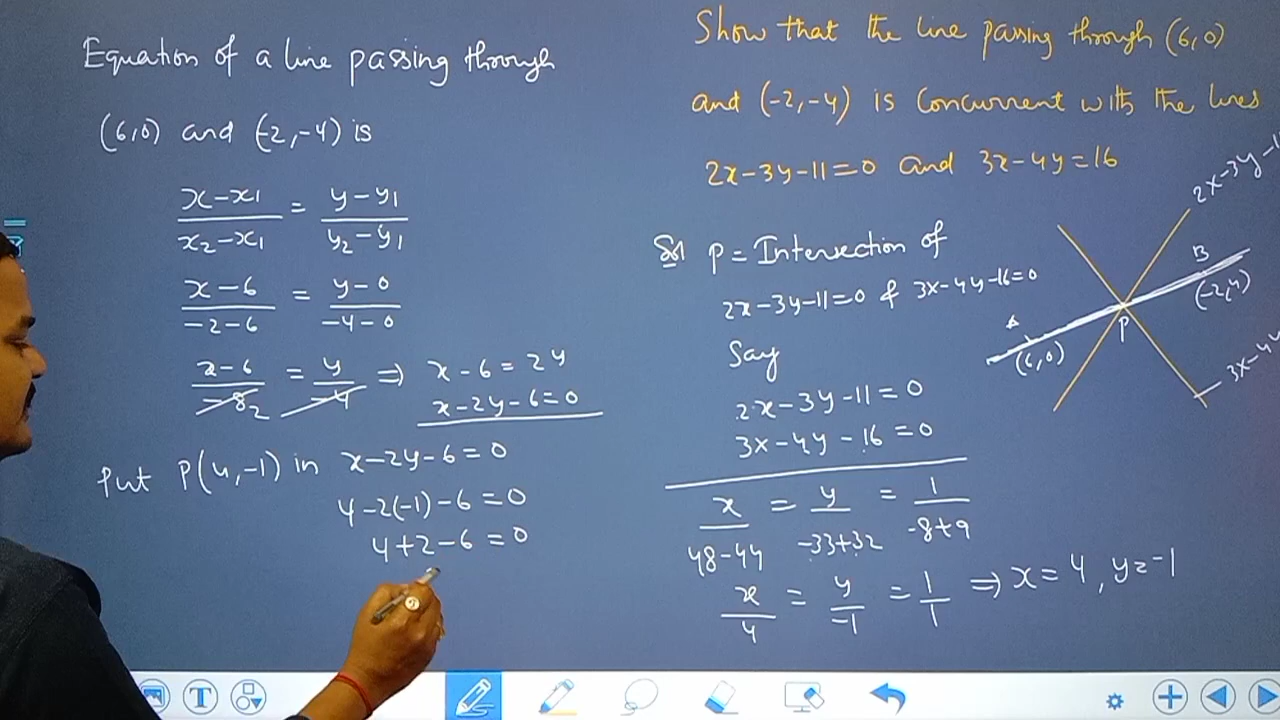 Equation of a line passing through
(6,0) and (-2,-4) is
x-x1/x2-x1 = y-y1/y2-y1
x-6/-2-6 = y-0/-4-0
x-6/-8 2 = y/-4 ⇒ x-6=2y
x-2y-6=0
Put P(4,-1) in x-2y-6=0
4-2(-1)-6=0
4+2-6=0
Show that the line passing through (6,0)
and (-2,-4) is concurrent with the lines
2x-3y-11=0 and 3x-4y=16
Sol P = Intersection of
2x-3y-11=0 & 3x-4y-16=0
Say
2x-3y-11=0
3x-4y-16=0
x/48-44 = y/-33+32 = 1/-8+9
x/4 = y/-1 = 1/1 ⇒ x=4, y=-1
2x-3y-1
B
(-2,4)
A
(6,0)
P
3x-4y
T